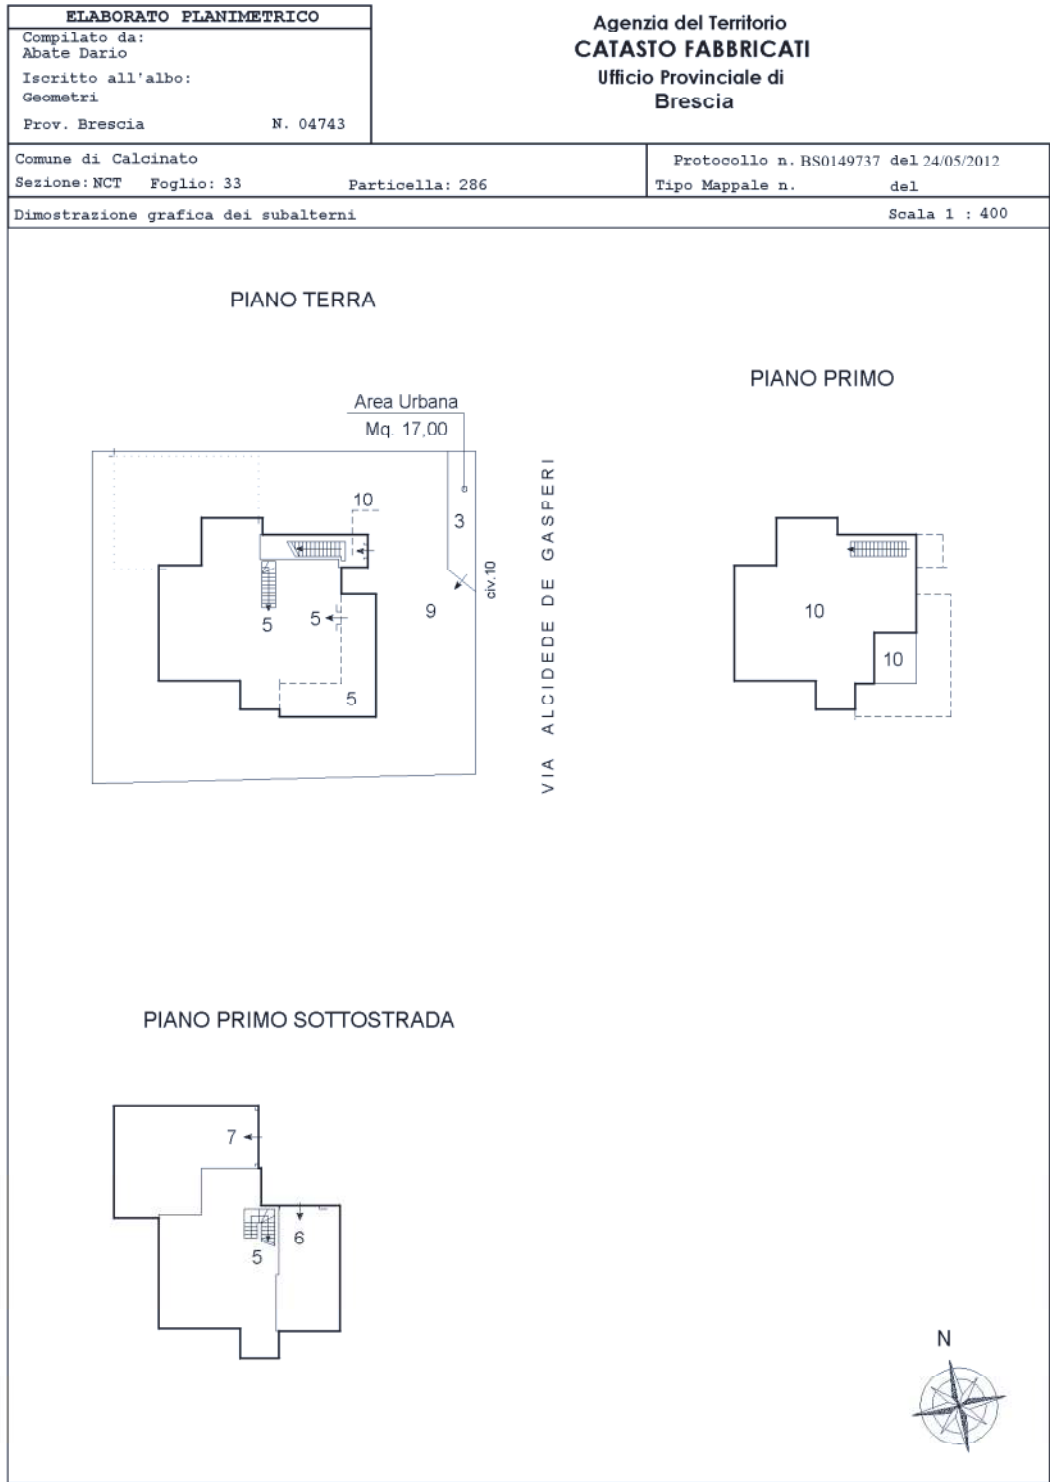 ELABORATO PLANIMETRICO
Compilato da:
Abate Dario
Iscritto all'albo:
Geometri
Prov. Brescia N. 04743
Agenzia del Territorio
CATASTO FABBRICATI
Ufficio Provinciale di
Brescia
Comune di Calcinato
Sezione: NCT Foglio: 33 Particella: 286
Protocollo n. BS0149737 del 24/05/2012
Tipo Mappale n. del
Dimostrazione grafica dei subalterni Scala 1 : 400
PIANO TERRA
PIANO PRIMO
Area Urbana
Mq. 17,00
10
3
civ.10
9
5
5
5
VIA ALCIDEDE DE GASPERI
10
10
PIANO PRIMO SOTTOSTRADA
7
5
6
N